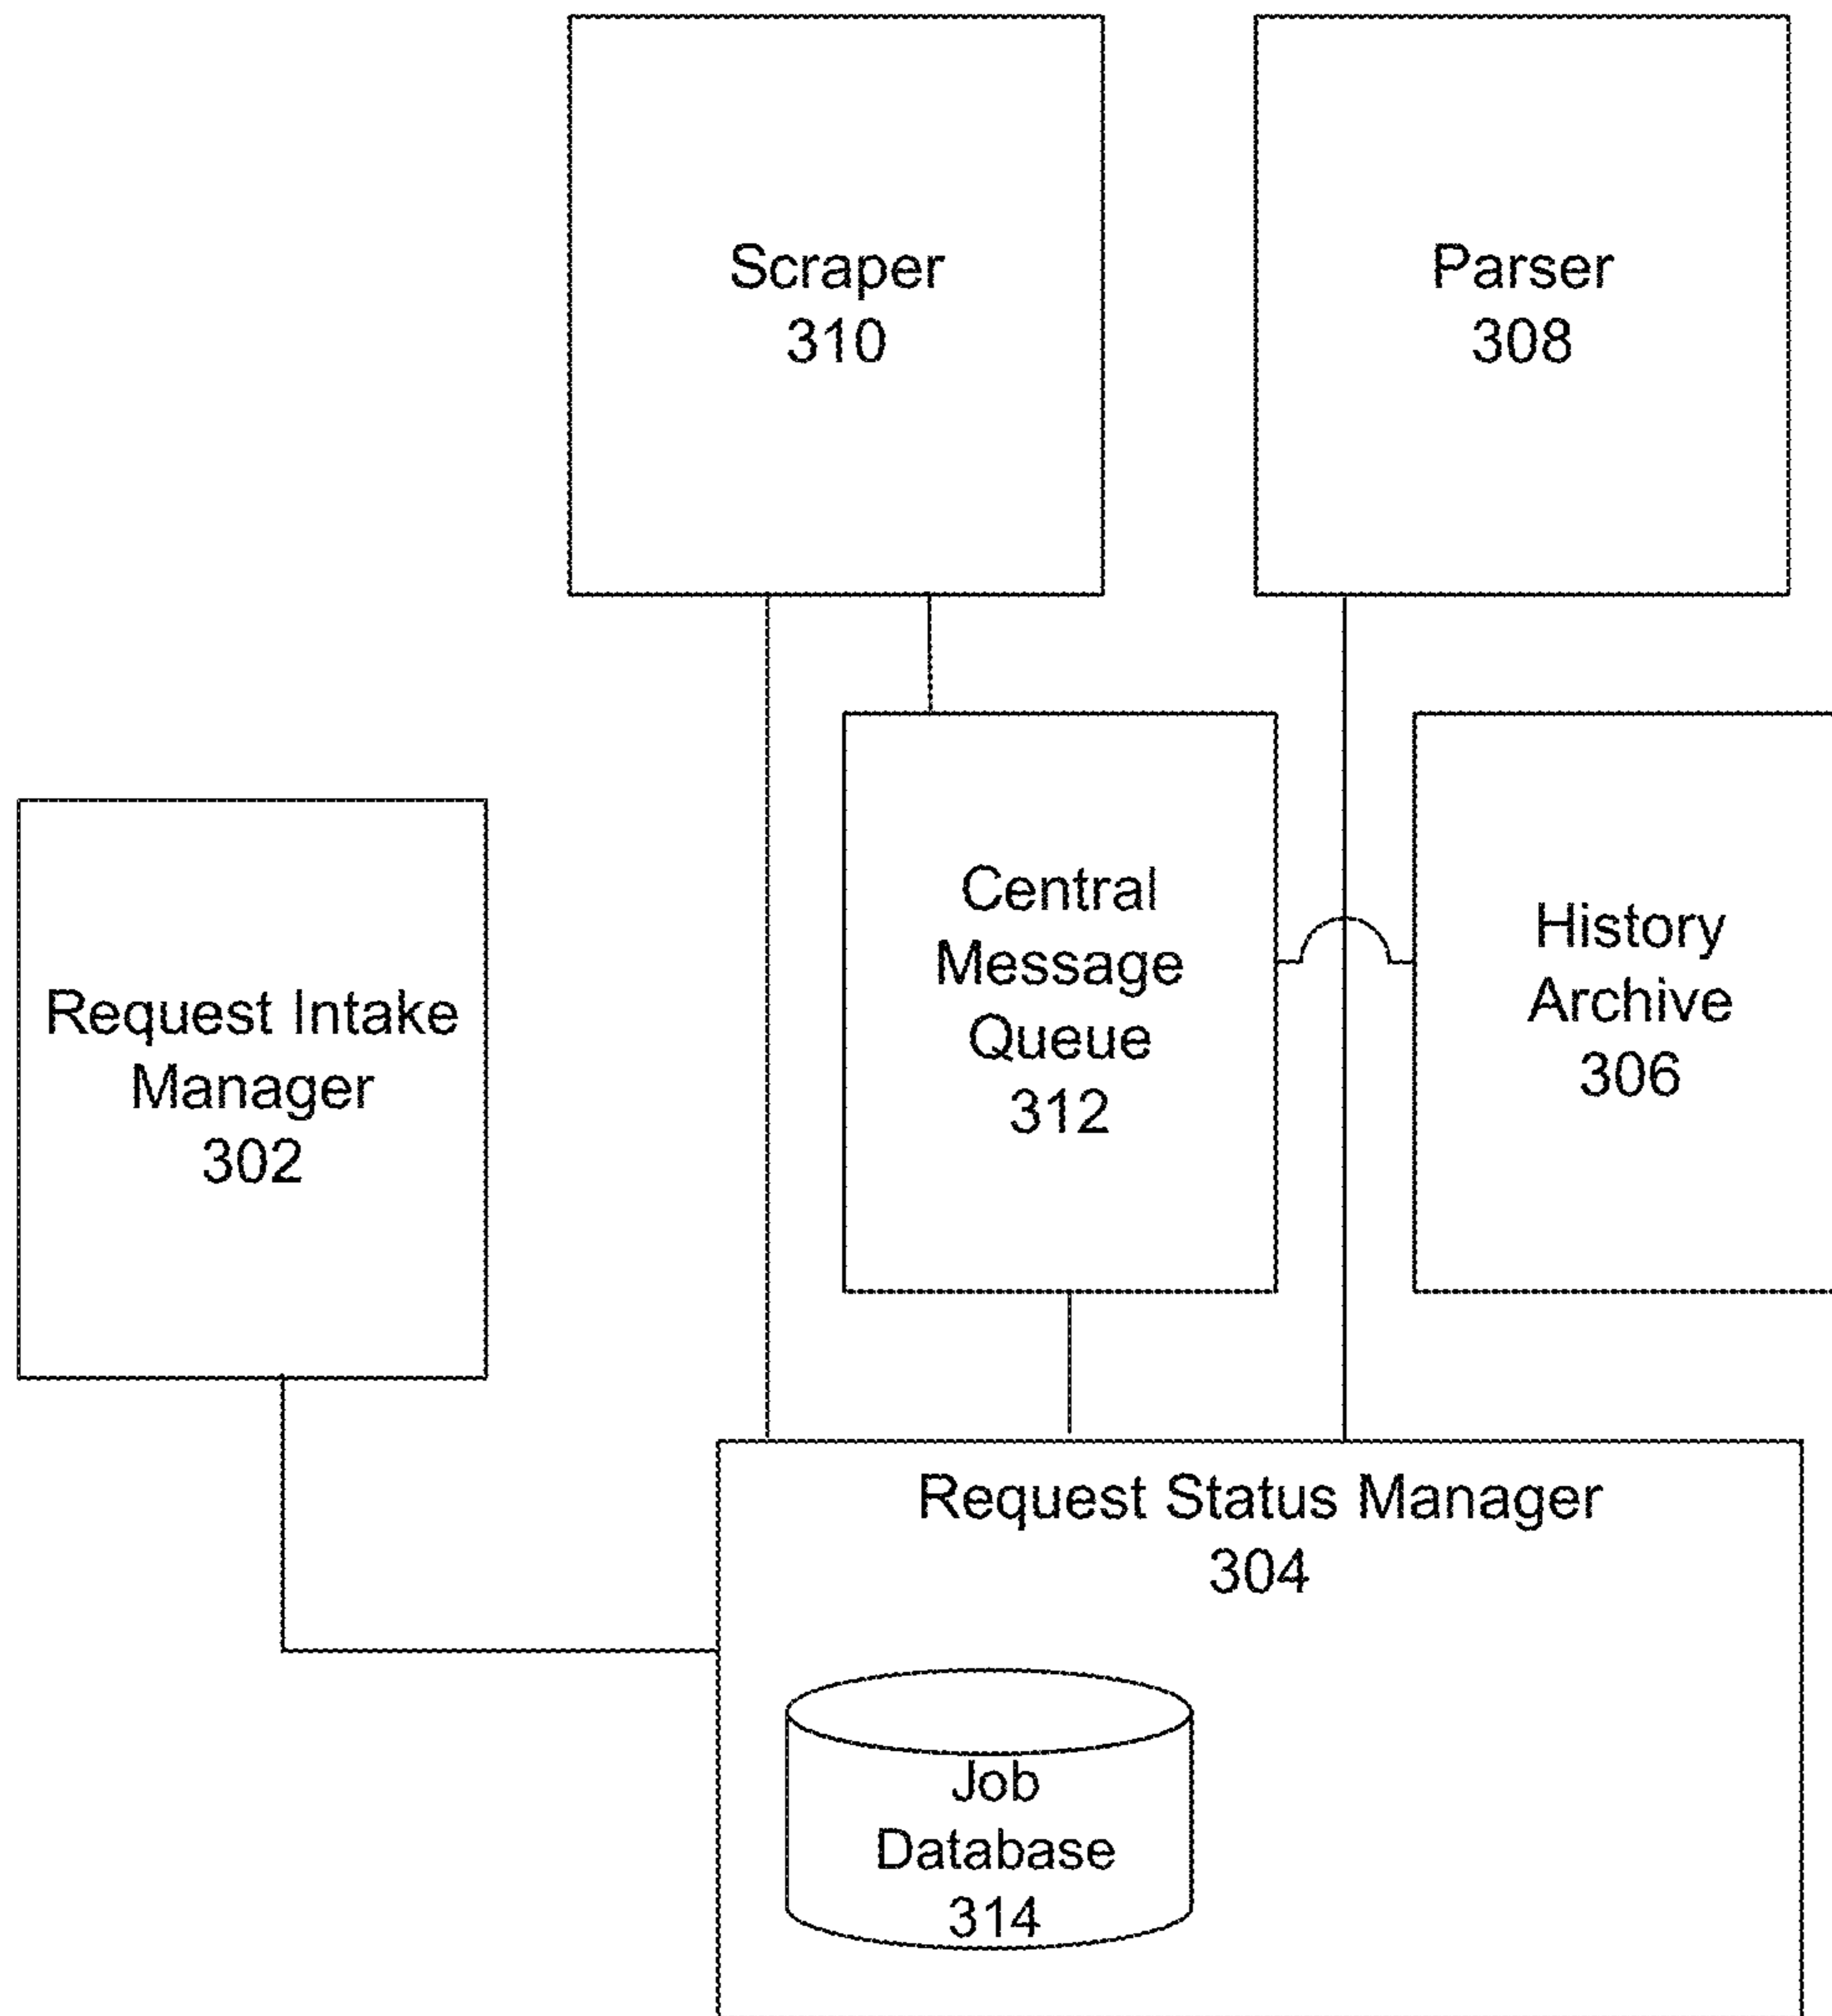 Scraper
310
Parser
308
Central
Message
Queue
312
History
Archive
306
Request Intake
Manager
302
Request Status Manager
304
Job
Database
314